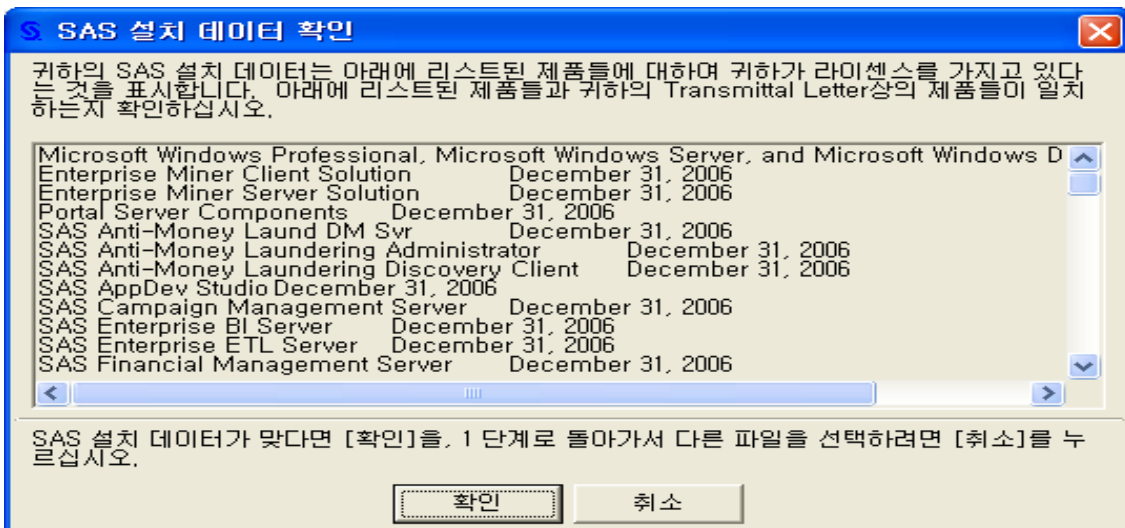 SAS 설치 데이터 확인
귀하의 SAS 설치 데이터는 아래에 리스트된 제품들에 대하여 귀하가 라이센스를 가지고 있다
는 것을 표시합니다. 아래에 리스트된 제품들과 귀하의 Transmittal Letter상의 제품들이 일치
하는지 확인하십시오.
Microsoft Windows Professional, Microsoft Windows Server, and Microsoft Windows D
Enterprise Miner Client Solution December 31, 2006
Enterprise Miner Server Solution December 31, 2006
Portal Server Components December 31, 2006
SAS Anti-Money Laund DM Svr December 31, 2006
SAS Anti-Money Laundering Administrator December 31, 2006
SAS Anti-Money Laundering Discovery Client December 31, 2006
SAS AppDev Studio December 31, 2006
SAS Campaign Management Server December 31, 2006
SAS Enterprise BI Server December 31, 2006
SAS Enterprise ETL Server December 31, 2006
SAS Financial Management Server December 31, 2006
SAS 설치 데이터가 맞다면 [확인]을, 1 단계로 돌아가서 다른 파일을 선택하려면 [취소]를 누
르십시오.
확인 취소